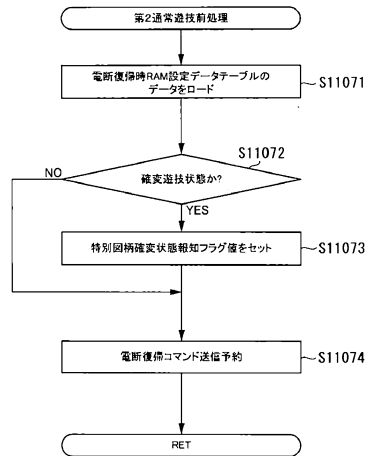 第2通常遊技前処理
電断復帰時RAM設定データテーブルの
データをロード
S11071
S11072
確変遊技状態か?
NO
YES
特別図柄確変状態報知フラグ値をセット
S11073
電断復帰コマンド送信予約
S11074
RET